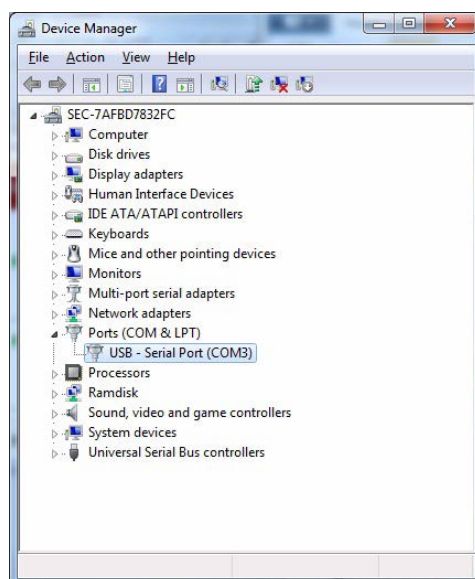 Device Manager
File Action View Help
SEC-7AFBD7832FC
Computer
Disk drives
Display adapters
Human Interface Devices
IDE ATA/ATAPI controllers
Keyboards
Mice and other pointing devices
Monitors
Multi-port serial adapters
Network adapters
Ports (COM & LPT)
USB - Serial Port (COM3)
Processors
Ramdisk
Sound, video and game controllers
System devices
Universal Serial Bus controllers